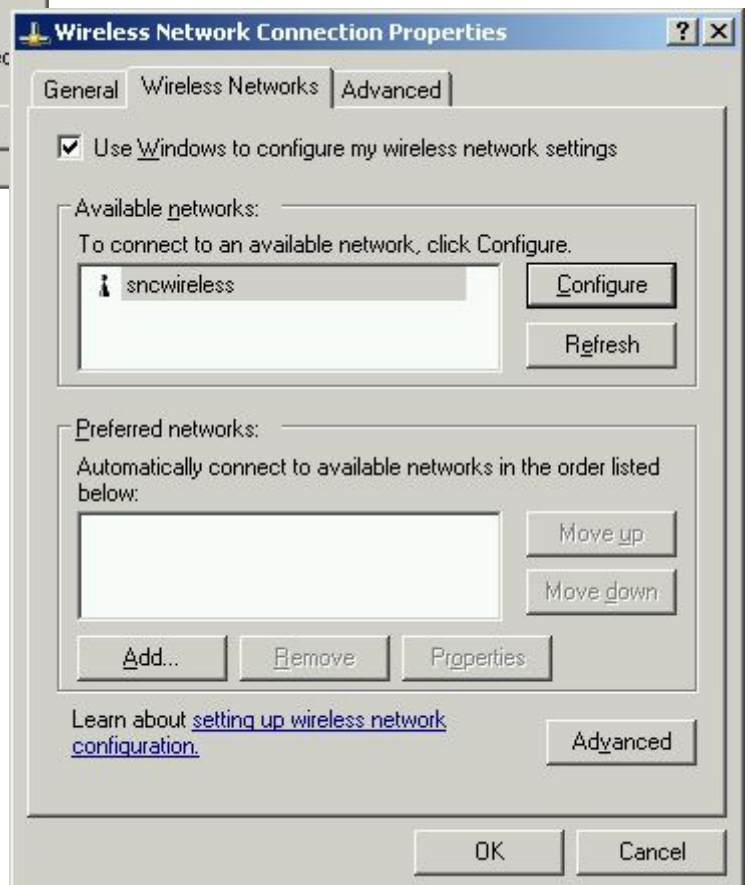 Wireless Network Connection Properties
General Wireless Networks Advanced
Use Windows to configure my wireless network settings
Available networks:
To connect to an available network, click Configure.
sncwireless
Configure
Refresh
Preferred networks:
Automatically connect to available networks in the order listed
below:
Move up
Move down
Add... Remove Properties
Learn about setting up wireless network
configuration.
Advanced
OK Cancel